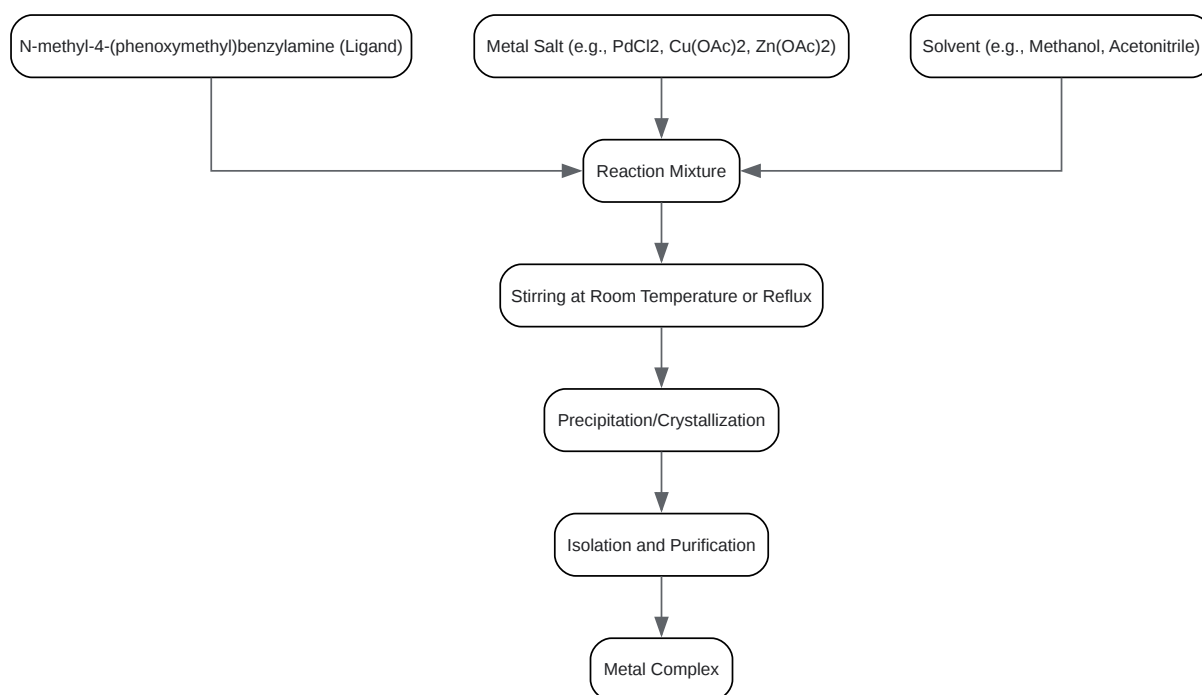 N-methyl-4-(phenoxymethyl)benzylamine (Ligand)
Metal Salt (e.g., PdCl2, Cu(OAc)2, Zn(OAc)2)
Solvent (e.g., Methanol, Acetonitrile)
Reaction Mixture
Stirring at Room Temperature or Reflux
Precipitation/Crystallization
Isolation and Purification
Metal Complex